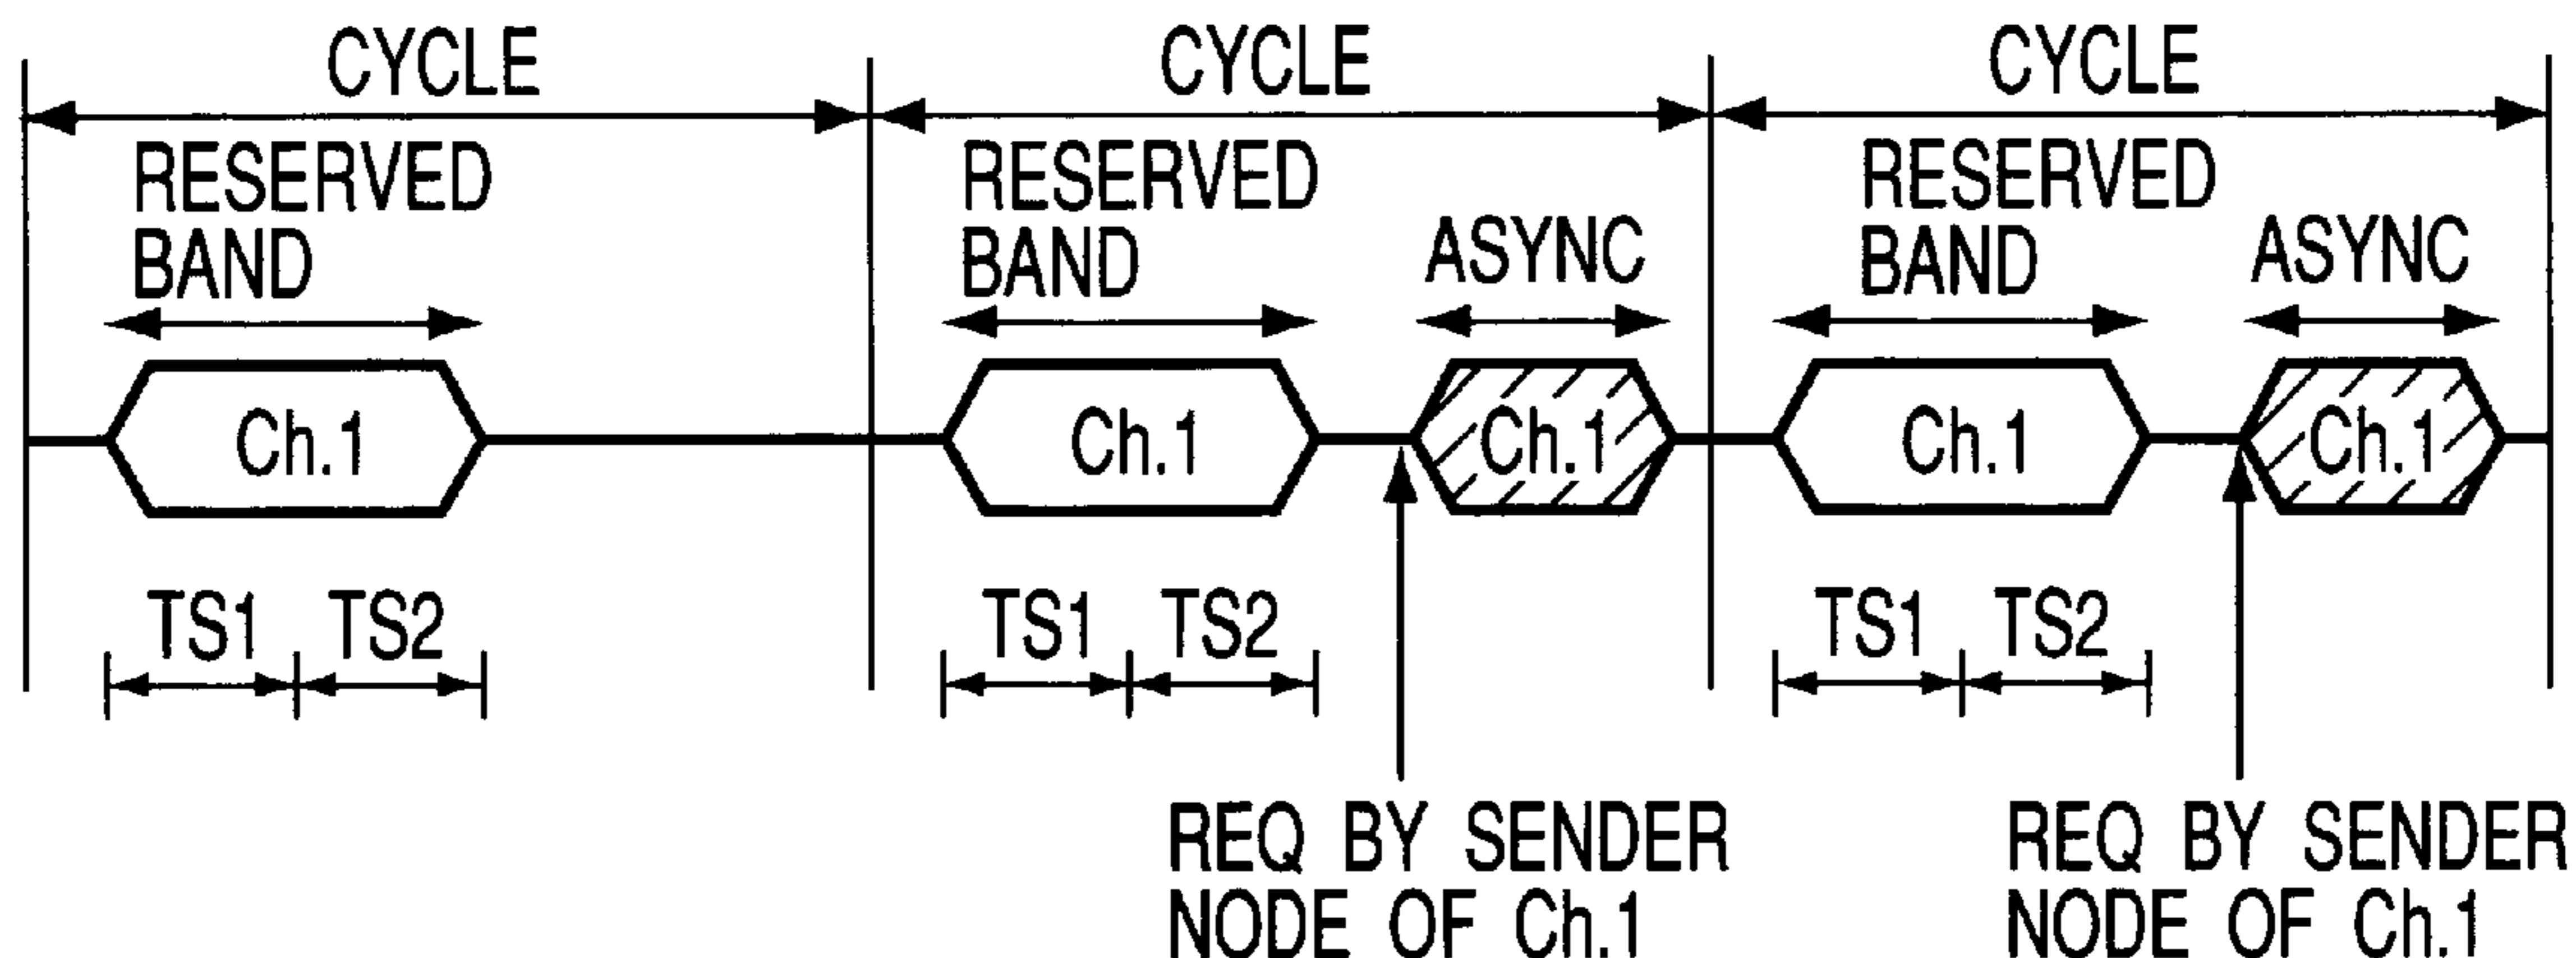 CYCLE CYCLE CYCLE
RESERVED BAND
RESERVED BAND
ASYNC
RESERVED BAND
ASYNC
Ch.1 Ch.1 Ch.1 Ch.1 Ch.1
TS1 TS2 TS1 TS2 TS1 TS2
REQ BY SENDER
NODE OF Ch.1
REQ BY SENDER
NODE OF Ch.1